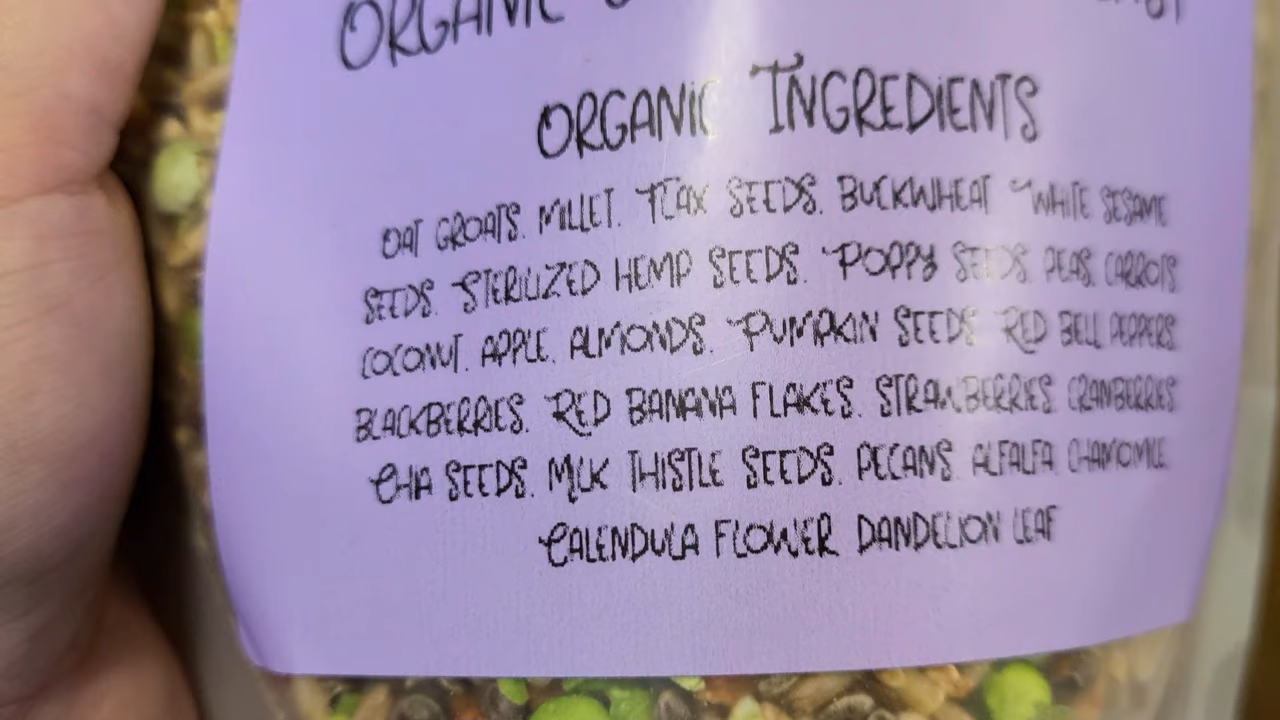 ORGANIC
ORGANIC INGREDIENTS
OAT GROATS. MILLET. FLAX SEEDS. BUCKWHEAT WHITE SESAME
SEEDS. STERILIZED HEMP SEEDS. POPPY SEEDS. PEAS. CARROTS
COCONUT. APPLE. ALMONDS. PUMPKIN SEEDS RED BELL PEPPERS.
BLACKBERRIES. RED BANANA FLAKES. STRAWBERRIES. CRANBERRIES
CHIA SEEDS. MILK THISTLE SEEDS. PECANS. ALFALFA. CHAMOMILE
CALENDULA FLOWER DANDELION LEAF